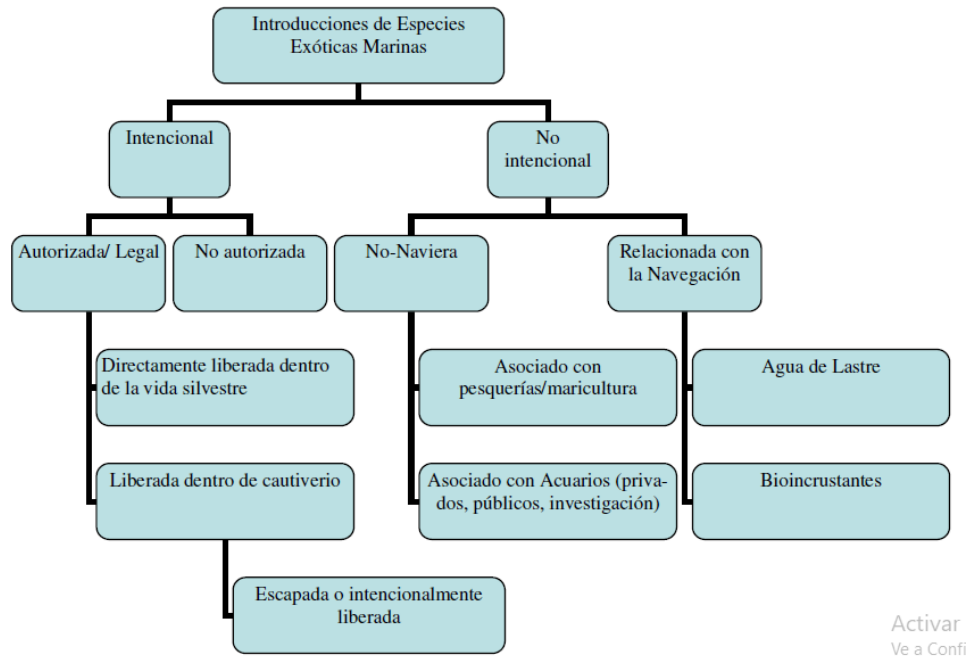 Introducciones de Especies
Exóticas Marinas
Intencional
No
intencional
Autorizada/ Legal
No autorizada
No-Naviera
Relacionada con
la Navegación
Directamente liberada dentro
de la vida silvestre
Asociado con
pesquerías/maricultura
Agua de Lastre
Liberada dentro de cautiverio
Asociado con Acuarios (priva-
dos, públicos, investigación)
Bioincrustantes
Escapada o intencionalmente
liberada
Activar
Ve a Confi